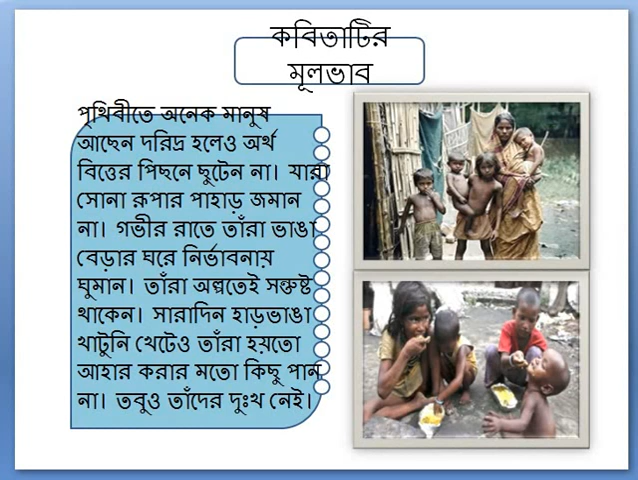 কবিতাটির
মূলভাব
পৃথিবীতে অনেক মানুষ
আছেন দরিদ্র হলেও অর্থ
বিত্তের পিছনে ছুটেন না। যারা
সোনা রূপার পাহাড় জমান
না। গভীর রাতে তাঁরা ভাঙা
বেড়ার ঘরে নির্ভাবনায়
ঘুমান। তাঁরা অল্পতেই সন্তুষ্ট
থাকেন। সারাদিন হাড়ভাঙা
খাটুনি খেটেও তাঁরা হয়তো
আহার করার মতো কিছু পান
না। তবুও তাঁদের দুঃখ নেই।